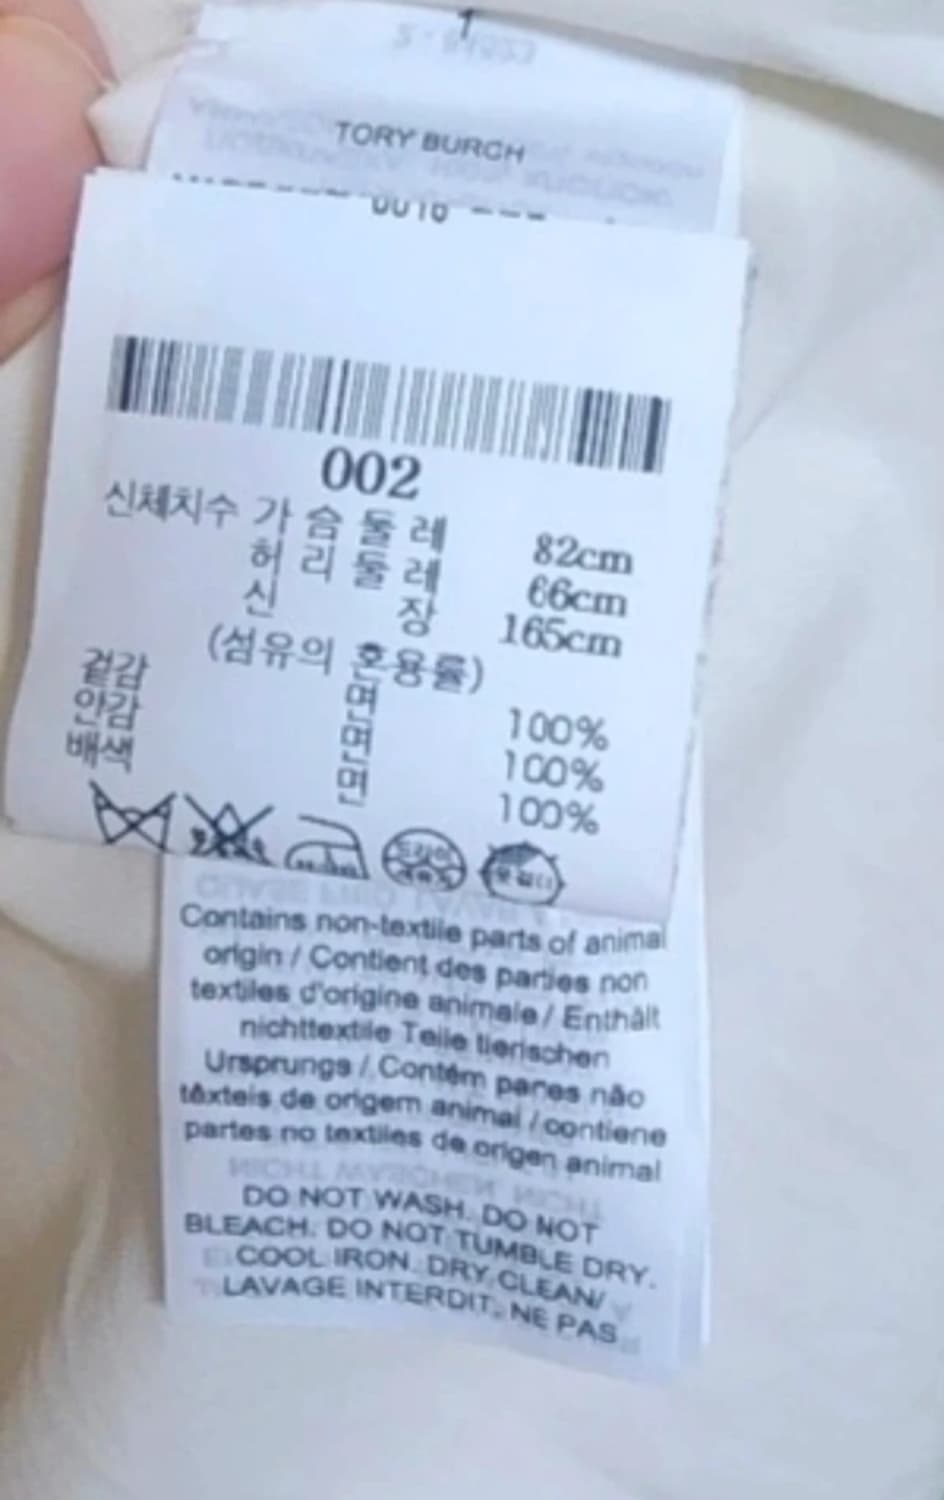 TORY BURCH
0016
002
신체치수 가 슴 둘 레 82cm
허 리 둘 레 66cm
신 장 165cm
(섬유의 혼용률)
겉감 면 100%
안감 면 100%
배색 면 100%
드라이
Contains non-textile parts of animal
origin / Contient des parties non
textiles d'origine animale / Enthält
nichttextile Teile tierischen
Ursprungs / Contém partes não
têxteis de origem animal / contiene
partes no textiles de origen animal
DO NOT WASH. DO NOT
BLEACH. DO NOT TUMBLE DRY.
COOL IRON. DRY CLEAN/
LAVAGE INTERDIT. NE PAS